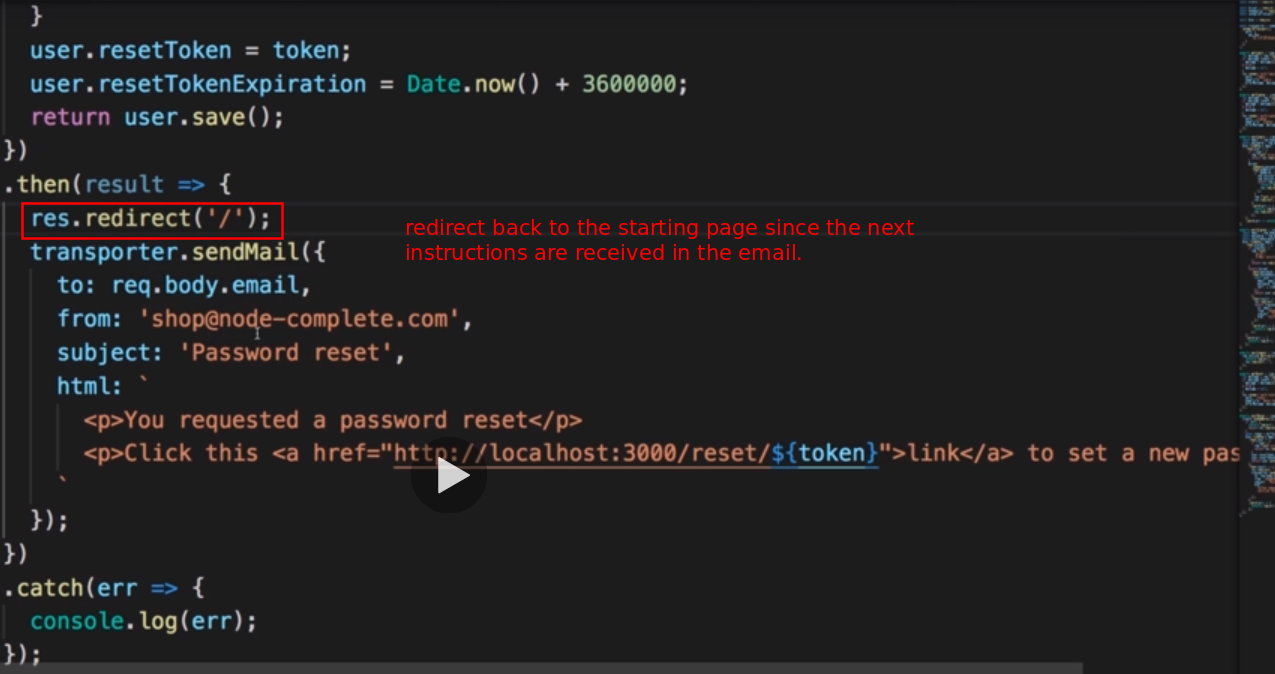 }
user.resetToken = token;
user.resetTokenExpiration = Date.now() + 3600000;
return user.save();
})
.then(result => {
res.redirect('/');
redirect back to the starting page since the next
instructions are received in the email.
transporter.sendMail({
to: req.body.email,
from: 'shop@node-complete.com',
subject: 'Password reset',
html: `
<p>You requested a password reset</p>
<p>Click this <a href="http://localhost:3000/reset/${token}">link</a> to set a new pas
`
});
})
.catch(err => {
console.log(err);
});